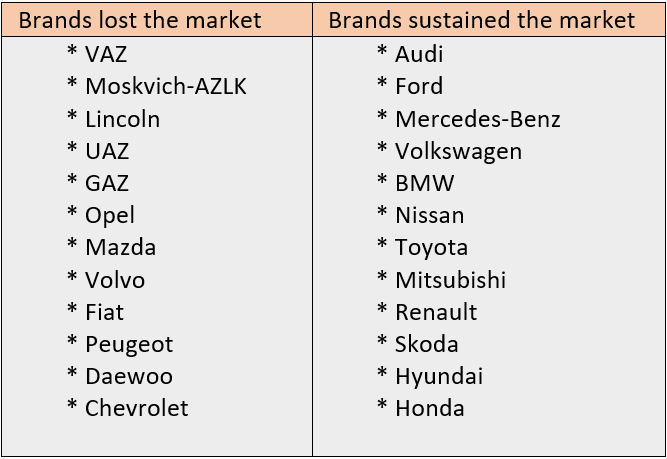 Brands lost the market
* VAZ
* Moskvich-AZLK
* Lincoln
* UAZ
* GAZ
* Opel
* Mazda
* Volvo
* Fiat
* Peugeot
* Daewoo
* Chevrolet
Brands sustained the market
* Audi
* Ford
* Mercedes-Benz
* Volkswagen
* BMW
* Nissan
* Toyota
* Mitsubishi
* Renault
* Skoda
* Hyundai
* Honda